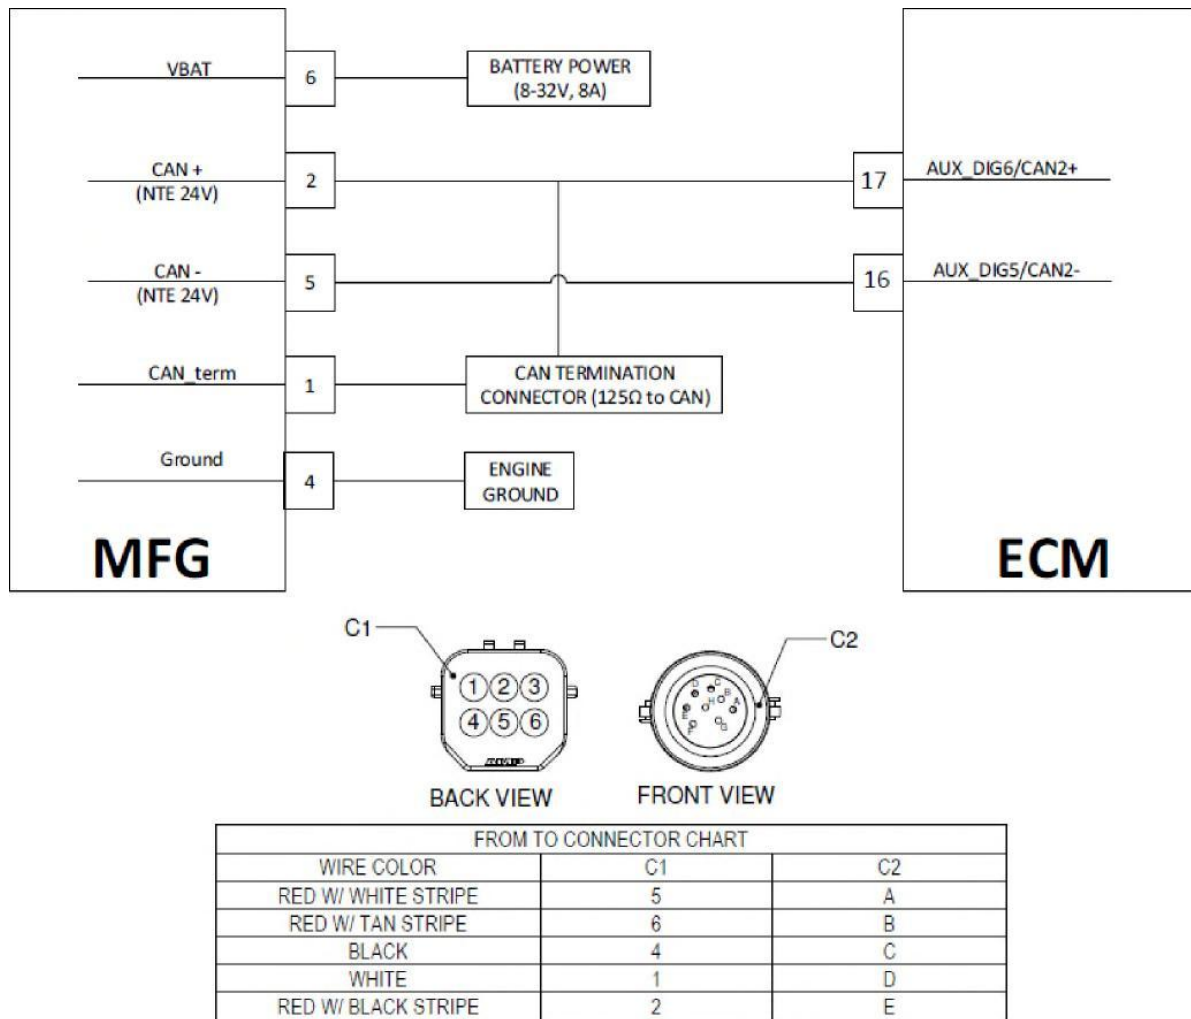 VBAT
6
BATTERY POWER
(8-32V, 8A)
CAN +
(NTE 24V)
2
17
AUX_DIG6/CAN2+
CAN -
(NTE 24V)
5
16
AUX_DIG5/CAN2-
CAN_term
1
CAN TERMINATION
CONNECTOR (125Ω to CAN)
Ground
4
ENGINE
GROUND
MFG
ECM
C1
1 2 3
4 5 6
BACK VIEW
C2
D C B H A E F G
FRONT VIEW
FROM TO CONNECTOR CHART
WIRE COLOR C1 C2
RED W/ WHITE STRIPE 5 A
RED W/ TAN STRIPE 6 B
BLACK 4 C
WHITE 1 D
RED W/ BLACK STRIPE 2 E